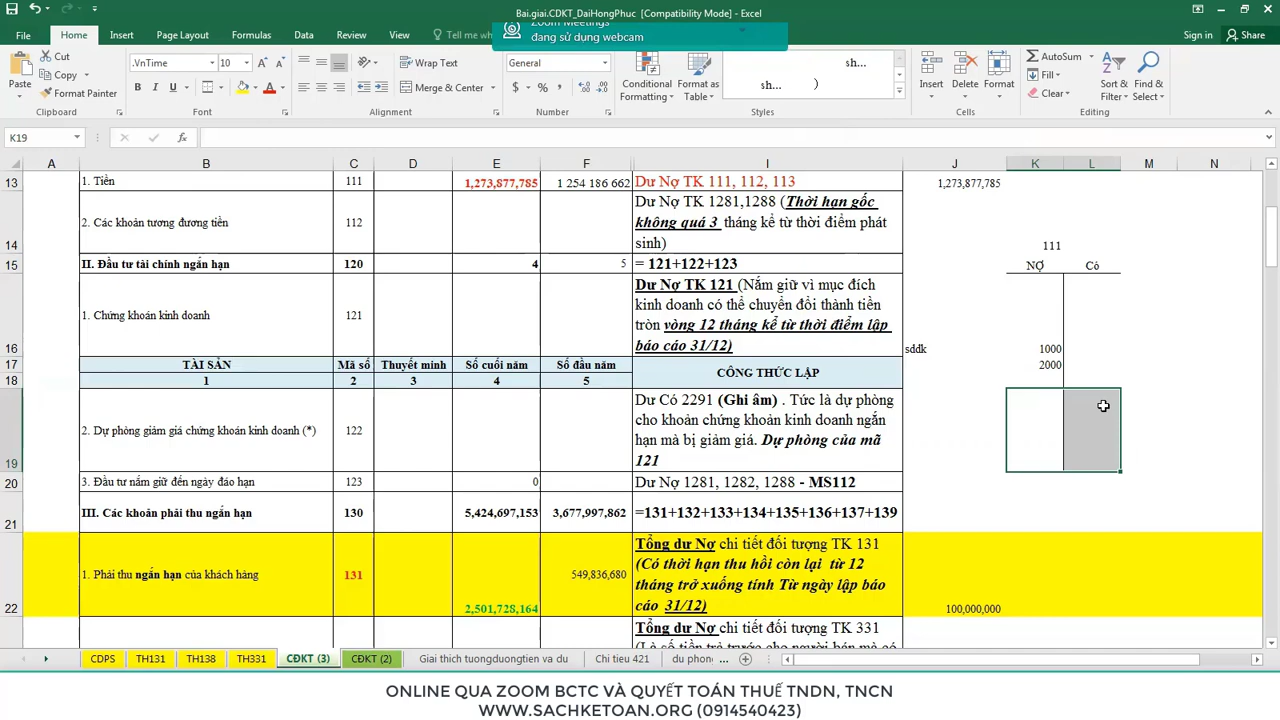 Bai.giai.CDKT_DaiHongPhuc [Compatibility Mode] - Excel
Zoom Meetings
đang sử dụng webcam
File Home Insert Page Layout Formulas Data Review View Tell me Sign in Share
Cut
Copy
Format Painter
Paste
Clipboard
.VnTime 10
B I U
Font
Wrap Text
Merge & Center
Alignment
General
$ % ,
Number
Conditional Formatting
Format as Table
sh...
sh... )
Styles
Insert Delete Format
Cells
AutoSum
Fill
Clear
Sort & Filter
Find & Select
Editing
K19 fx
A B C D E F I J K L M N
13 1. Tiền 111 1,273,877,785 1 254 186 662 Dư Nợ TK 111, 112, 113 1,273,877,785
14 2. Các khoản tương đương tiền 112 Dư Nợ TK 1281,1288 (Thời hạn gốc
không quá 3 tháng kể từ thời điểm phát
sinh)
111
15 II. Đầu tư tài chính ngắn hạn 120 4 5 = 121+122+123 NỢ Có
16 1. Chứng khoán kinh doanh 121 Dư Nợ TK 121 (Nắm giữ vì mục đích
kinh doanh có thể chuyển đổi thành tiền
tròn vòng 12 tháng kể từ thời điểm lập
báo cáo 31/12)
sddk 1000
17 TÀI SẢN Mã số Thuyết minh Số cuối năm Số đầu năm CÔNG THỨC LẬP 2000
18 1 2 3 4 5
19 2. Dự phòng giảm giá chứng khoán kinh doanh (*) 122 Dư Có 2291 (Ghi âm) . Tức là dự phòng
cho khoản chứng khoán kinh doanh ngắn
hạn mà bị giảm giá. Dự phòng của mã
121
20 3. Đầu tư nắm giữ đến ngày đáo hạn 123 0 Dư Nợ 1281, 1282, 1288 - MS112
21 III. Các khoản phải thu ngắn hạn 130 5,424,697,153 3,677,997,862 =131+132+133+134+135+136+137+139
22 1. Phải thu ngắn hạn của khách hàng 131 2,501,728,164 549,836,680 Tổng dư Nợ chi tiết đối tượng TK 131
(Có thời hạn thu hồi còn lại từ 12
tháng trở xuống tính Từ ngày lập báo
cáo 31/12)
100,000,000
Tổng dư Nợ chi tiết đối tượng TK 331
(Là số tiền trả trước cho người bán mà có
CDPS TH131 TH138 TH331 CĐKT (3) CĐKT (2) Giai thich tuongduongtien va du Chi tieu 421 du phon ...
ONLINE QUA ZOOM BCTC VÀ QUYẾT TOÁN THUẾ TNDN, TNCN
WWW.SACHKETOAN.ORG (0914540423)